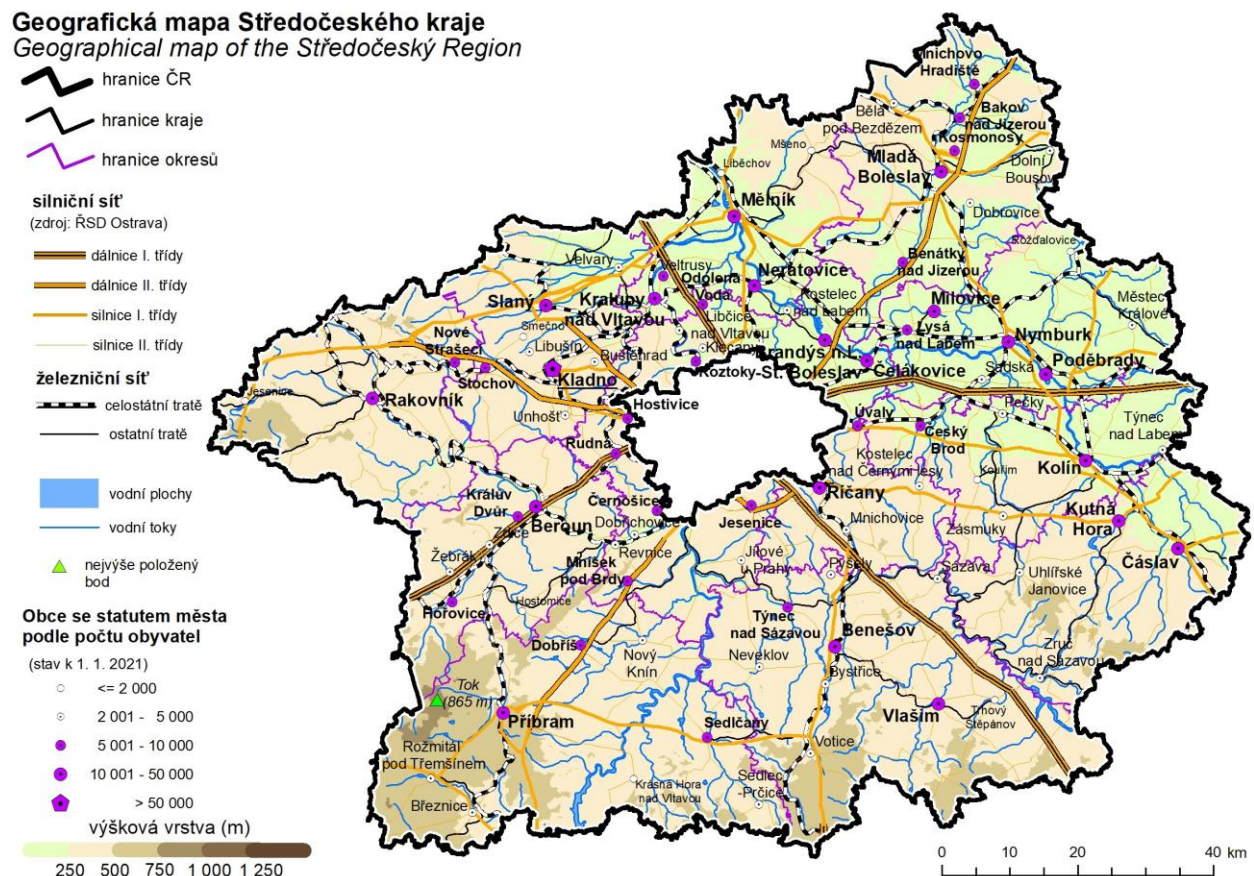 Geografická mapa Středočeského kraje
Geographical map of the Středočeský Region
hranice ČR
hranice kraje
hranice okresů
silniční síť
(zdroj: ŘSD Ostrava)
dálnice I. třídy
dálnice II. třídy
silnice I. třídy
silnice II. třídy
železniční síť
celostátní tratě
ostatní tratě
vodní plochy
vodní toky
nejvýše položený
bod
Obce se statutem města
podle počtu obyvatel
(stav k 1. 1. 2021)
<= 2 000
2 001 - 5 000
5 001 - 10 000
10 001 - 50 000
> 50 000
výšková vrstva (m)
250 500 750 1 000 1 250
Hradiště
Bakov
nad Jizerou
Bělá
pod Bezdězem
Kosmonosy
Mšeno
Liběchov
Mladá
Boleslav
Dolní
Bousov
Mělník
Dobrovice
Rožďalovice
Velvary
Veltrusy
Odolena
Voda
Neratovice
Benátky
nad Jizerou
Slaný
Kralupy
nad Vltavou
Kostelec
nad Labem
Milovice
Městec
Králové
Smečno
Libčice
nad Vltavou
Lysá
nad Labem
Nymburk
Nové
Strašecí
Libušín
Buštěhrad
Klecany
Brandýs n.L.
-St. Boleslav
Čelákovice
Sadská
Poděbrady
Stochov
Kladno
Roztoky
Jesenice
Rakovník
Unhošť
Hostivice
Pečky
Týnec
nad Labem
Úvaly
Český
Brod
Rudná
Kostelec
nad Černými lesy
Kouřim
Kolín
Králův
Dvůr
Beroun
Černošice
Dobřichovice
Jesenice
Říčany
Mnichovice
Zásmuky
Kutná
Hora
Zdice
Žebrák
Řevnice
Mníšek
pod Brdy
Jílové
u Prahy
Pyšely
Sázava
Uhlířské
Janovice
Čáslav
Hořovice
Hostomice
Týnec
nad Sázavou
Benešov
Dobříš
Nový
Knín
Neveklov
Bystřice
Zruč
nad Sázavou
Tok
(865 m)
Příbram
Sedlčany
Vlašim
Trhový
Štěpánov
Rožmitál
pod Třemšínem
Votice
Březnice
Krásná Hora
nad Vltavou
Sedlec
-Prčice
0 10 20 40 km